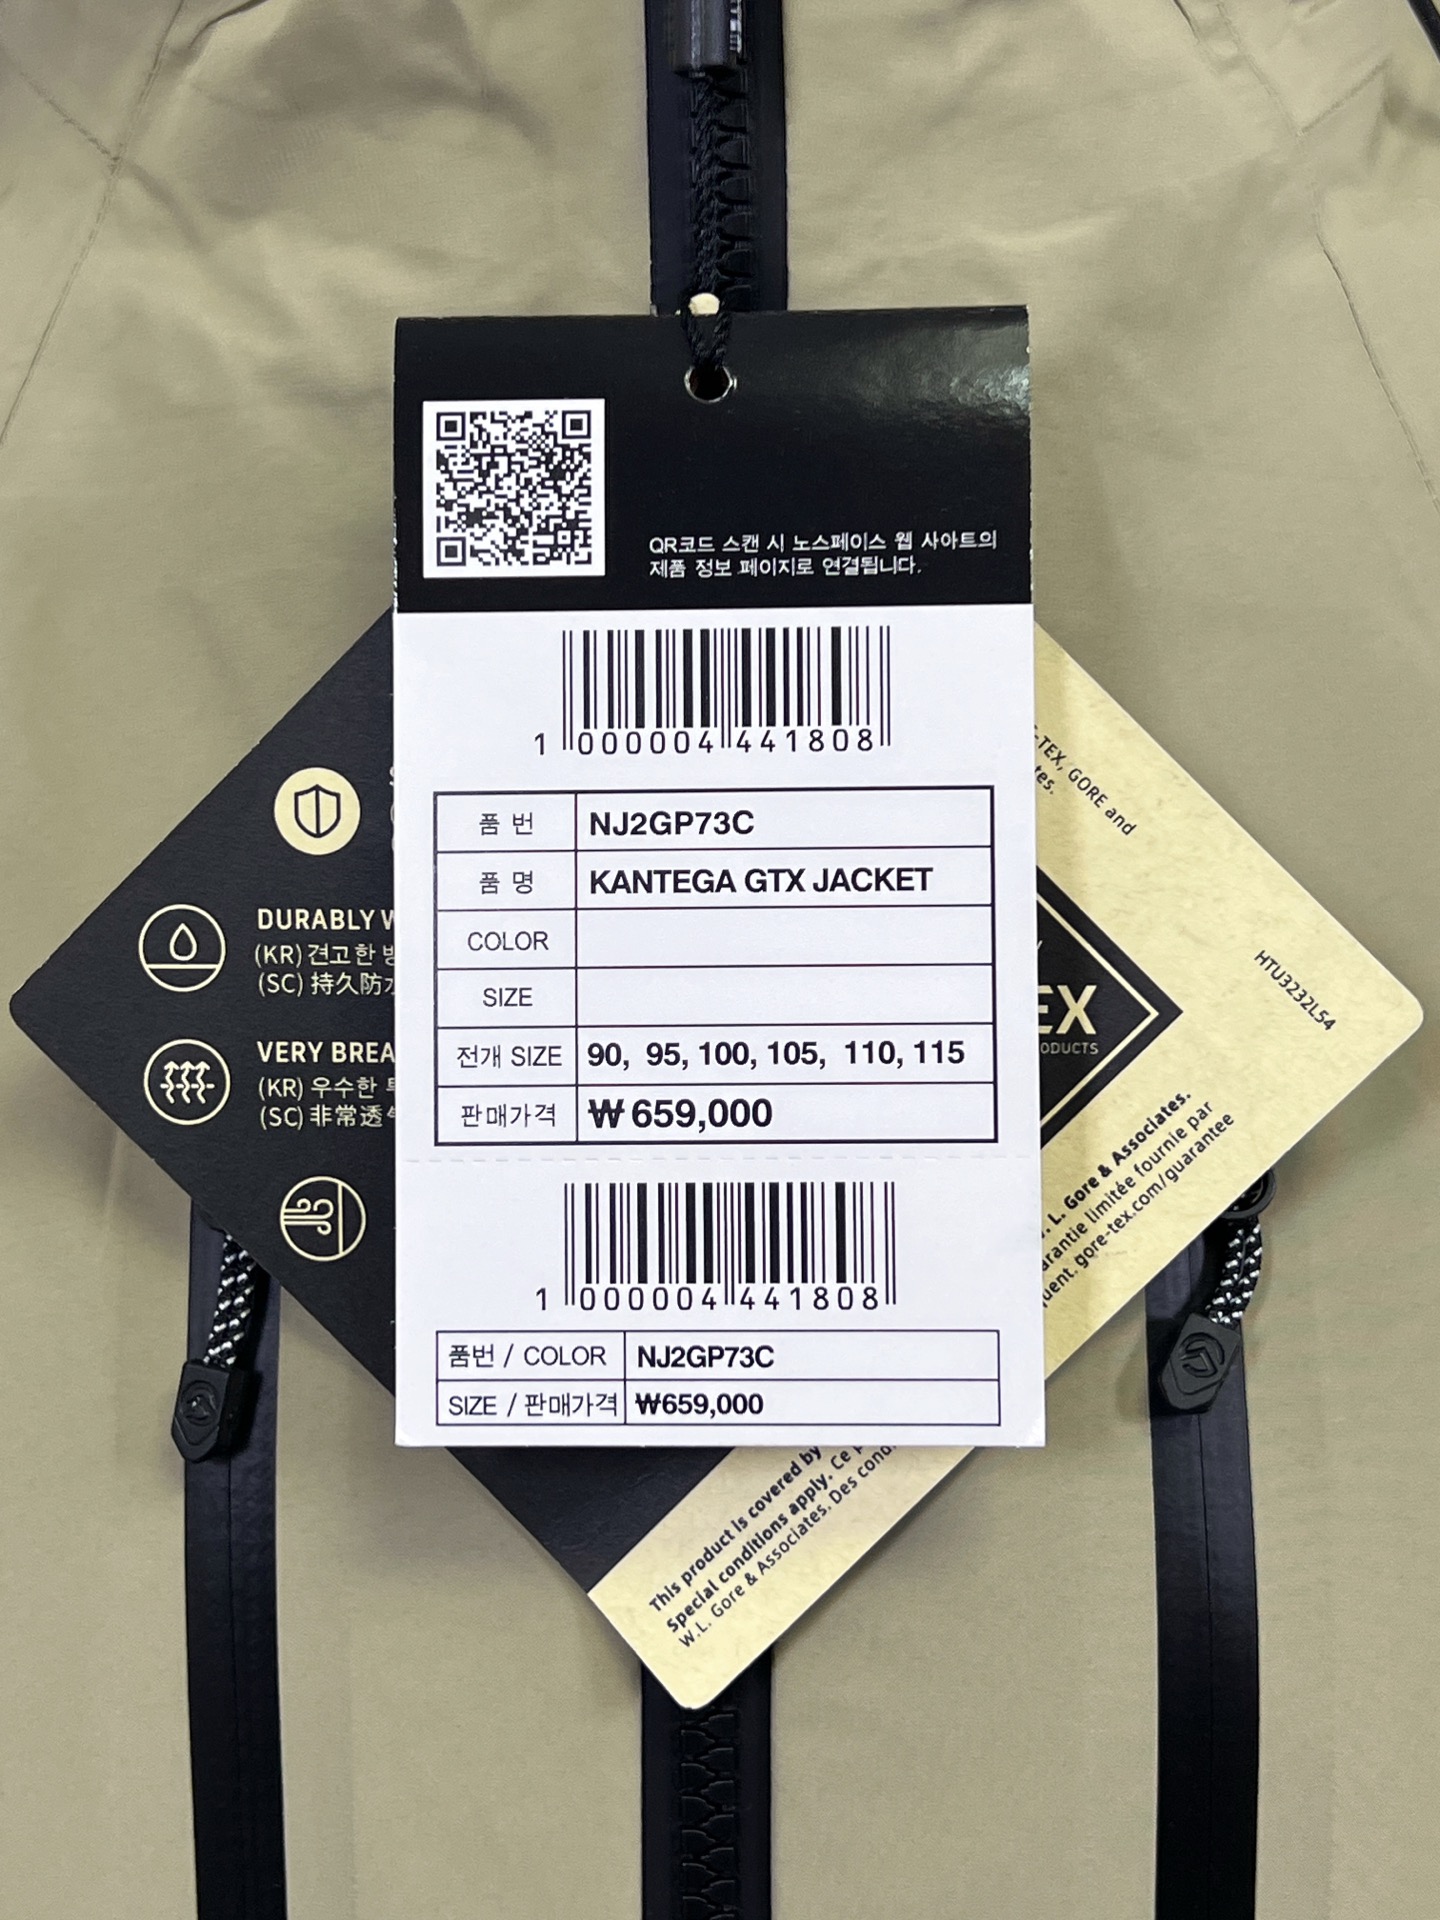 QR코드 스캔 시 노스페이스 웹 사아트의
제품 정보 페이지로 연결됩니다.
1 000004 441808
품 번 NJ2GP73C
품 명 KANTEGA GTX JACKET
COLOR
SIZE
전개 SIZE 90, 95, 100, 105, 110, 115
판매가격 ₩ 659,000
1 000004 441808
품번 / COLOR NJ2GP73C
SIZE / 판매가격 ₩659,000
DURABLY
(KR) 견고한
(SC) 持久防水
VERY
(KR) 우수한
(SC) 非常透气
-TEX, GORE and
EX
HTU3232L54
This product is covered by
Special conditions apply. Ce
W.L. Gore & Associates. Des
. L. Gore & Associates.
limitée fournie par
gore-tex.com/guarantee